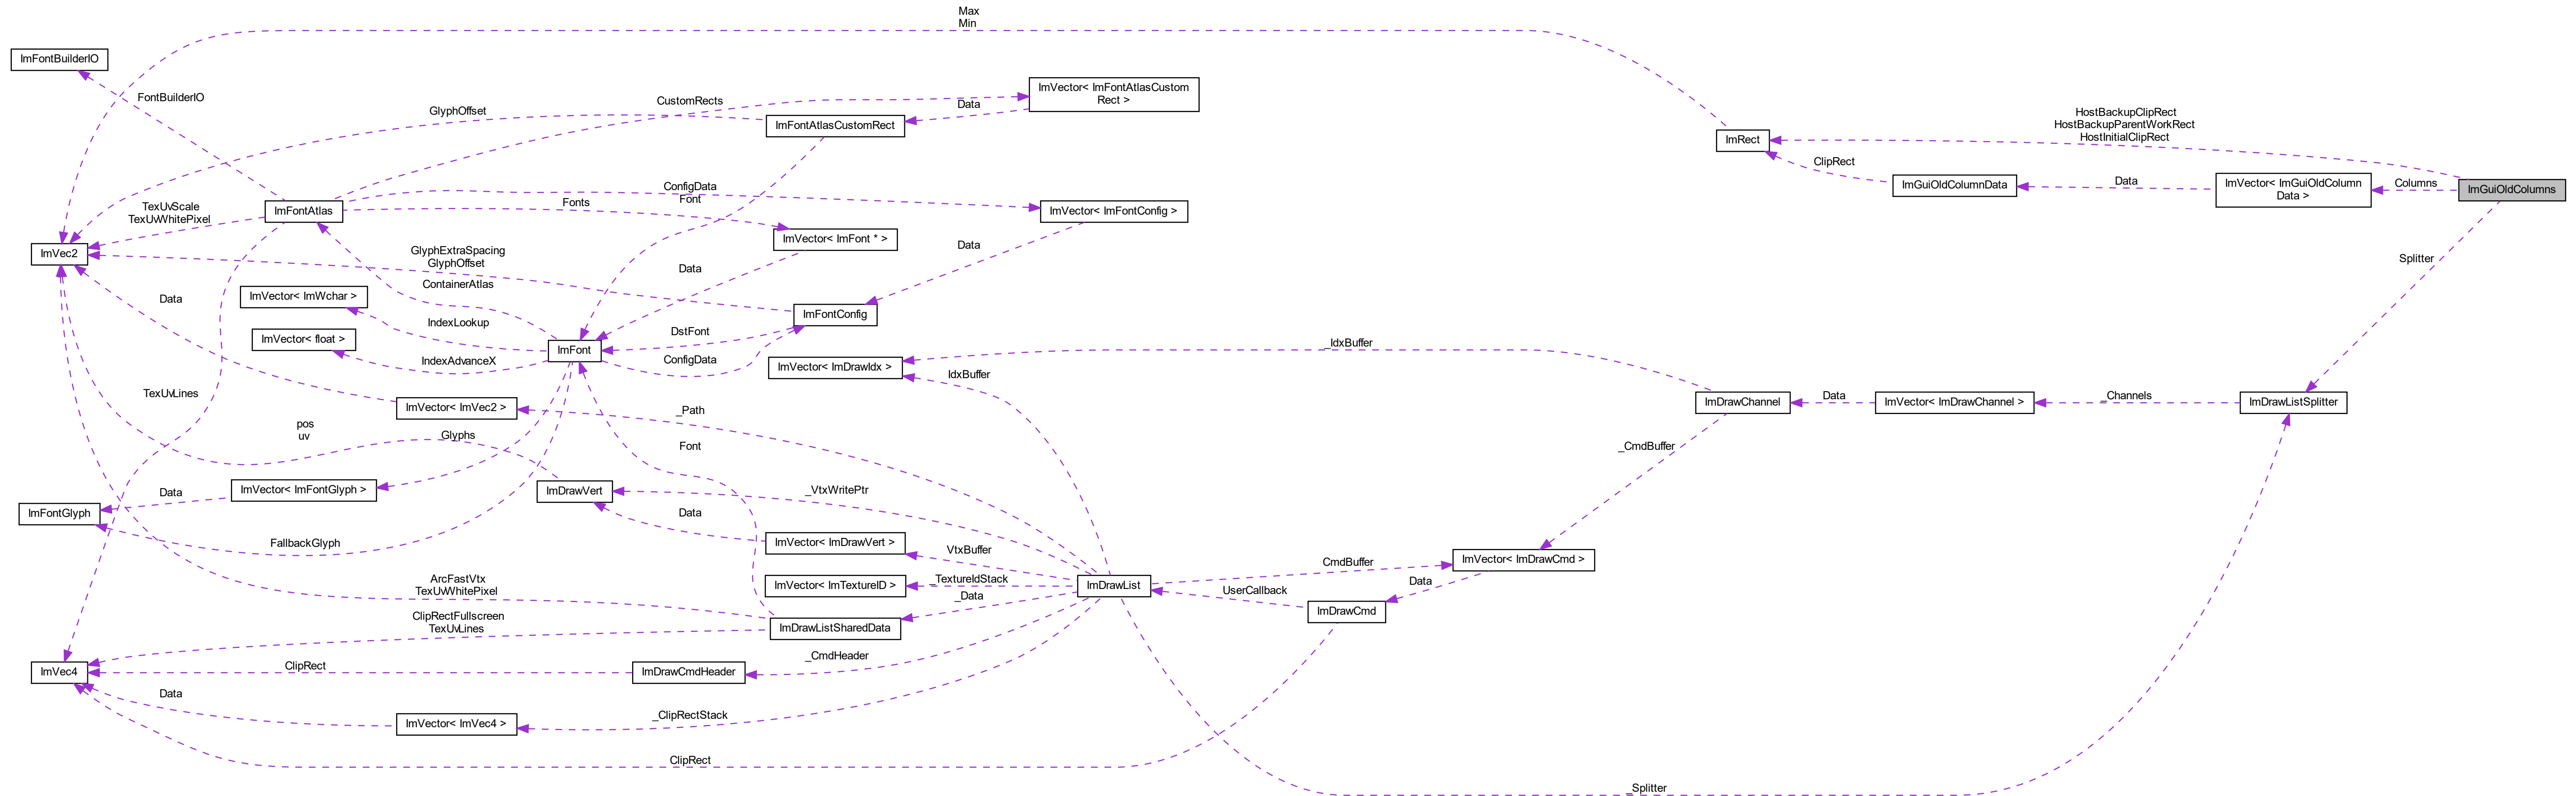 Max
Min
ImFontBuilderIO
FontBuilderIO
GlyphOffset
CustomRects
ImVector< ImFontAtlasCustom
Rect >
Data
ImFontAtlasCustomRect
HostBackupClipRect
HostBackupParentWorkRect
HostInitialClipRect
ImRect
ClipRect
ImGuiOldColumnData
Data
ImVector< ImGuiOldColumn
Data >
Columns
ImGuiOldColumns
ConfigData
Font
ImFontAtlas
TexUvScale
TexUvWhitePixel
Fonts
ImVector< ImFontConfig >
ImVector< ImFont * >
ImVec2
GlyphExtraSpacing
GlyphOffset
Data
Data
Splitter
ContainerAtlas
ImVector< ImWchar >
Data
IndexLookup
ImFontConfig
DstFont
ImVector< float >
ImFont
IndexAdvanceX
ConfigData
_IdxBuffer
ImVector< ImDrawIdx >
IdxBuffer
TexUvLines
ImVector< ImVec2 >
_Path
ImDrawChannel
Data
ImVector< ImDrawChannel >
_Channels
ImDrawListSplitter
pos
uv
Glyphs
Font
_CmdBuffer
Data
ImVector< ImFontGlyph >
ImDrawVert
_VtxWritePtr
ImFontGlyph
Data
FallbackGlyph
ImVector< ImDrawVert >
VtxBuffer
CmdBuffer
ImVector< ImDrawCmd >
ArcFastVtx
TexUvWhitePixel
ImVector< ImTextureID >
_TextureIdStack
ImDrawList
Data
UserCallback
_Data
ImDrawCmd
ClipRectFullscreen
TexUvLines
ImDrawListSharedData
_CmdHeader
ImVec4
ClipRect
ImDrawCmdHeader
Data
ImVector< ImVec4 >
_ClipRectStack
ClipRect
_Splitter